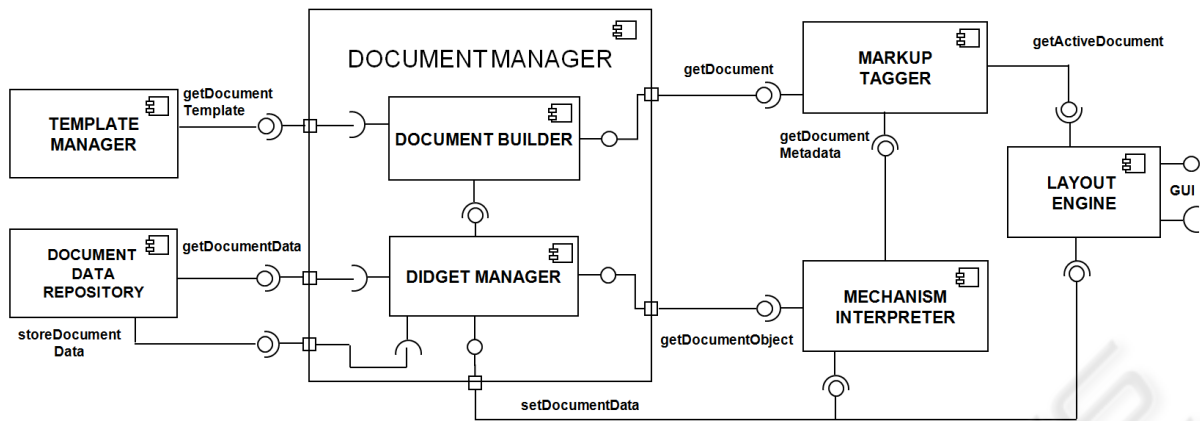 DOCUMENT MANAGER
getDocument
Template
TEMPLATE
MANAGER
DOCUMENT BUILDER
getDocument
MARKUP
TAGGER
getActiveDocument
getDocument
Metadata
LAYOUT
ENGINE
GUI
DOCUMENT
DATA
REPOSITORY
getDocumentData
storeDocument
Data
DIDGET MANAGER
getDocumentObject
MECHANISM
INTERPRETER
setDocumentData